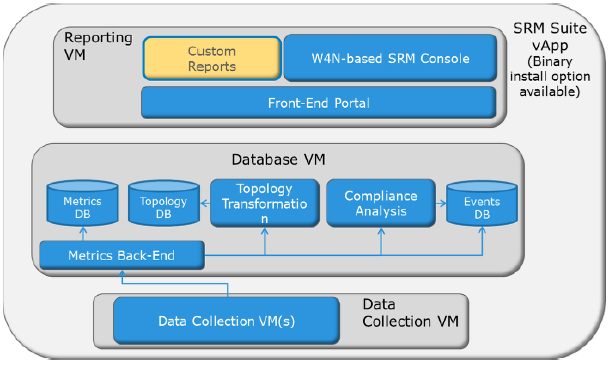 Reporting
VM
Custom
Reports
W4N-based SRM Console
Front-End Portal
SRM Suite
vApp
(Binary
install option
available)
Database VM
Metrics
DB
Topology
DB
Topology
Transformatio
n
Compliance
Analysis
Events
DB
Metrics Back-End
Data Collection VM(s)
Data
Collection VM